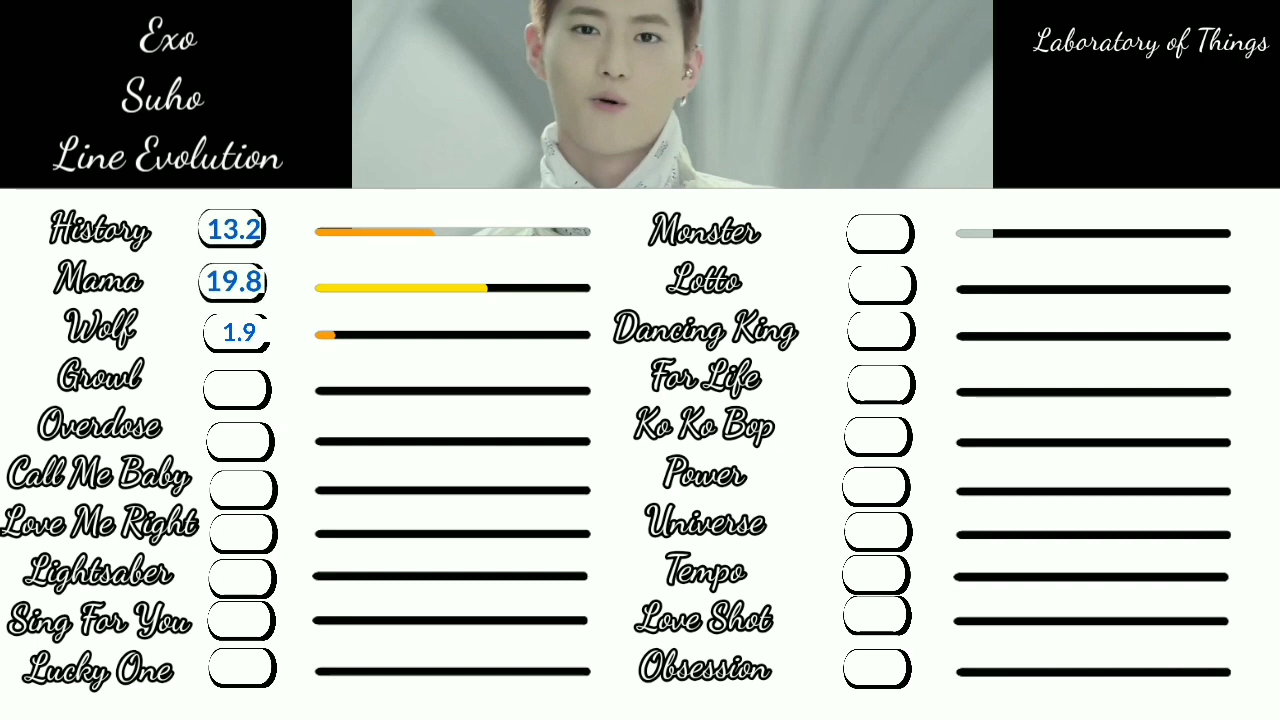 Exo
Suho
Line Evolution
Laboratory of Things
History 13.2
Mama 19.8
Wolf 1.9
Growl
Overdose
Call Me Baby
Love Me Right
Lightsaber
Sing For You
Lucky One
Monster
Lotto
Dancing King
For Life
Ko Ko Bop
Power
Universe
Tempo
Love Shot
Obsession